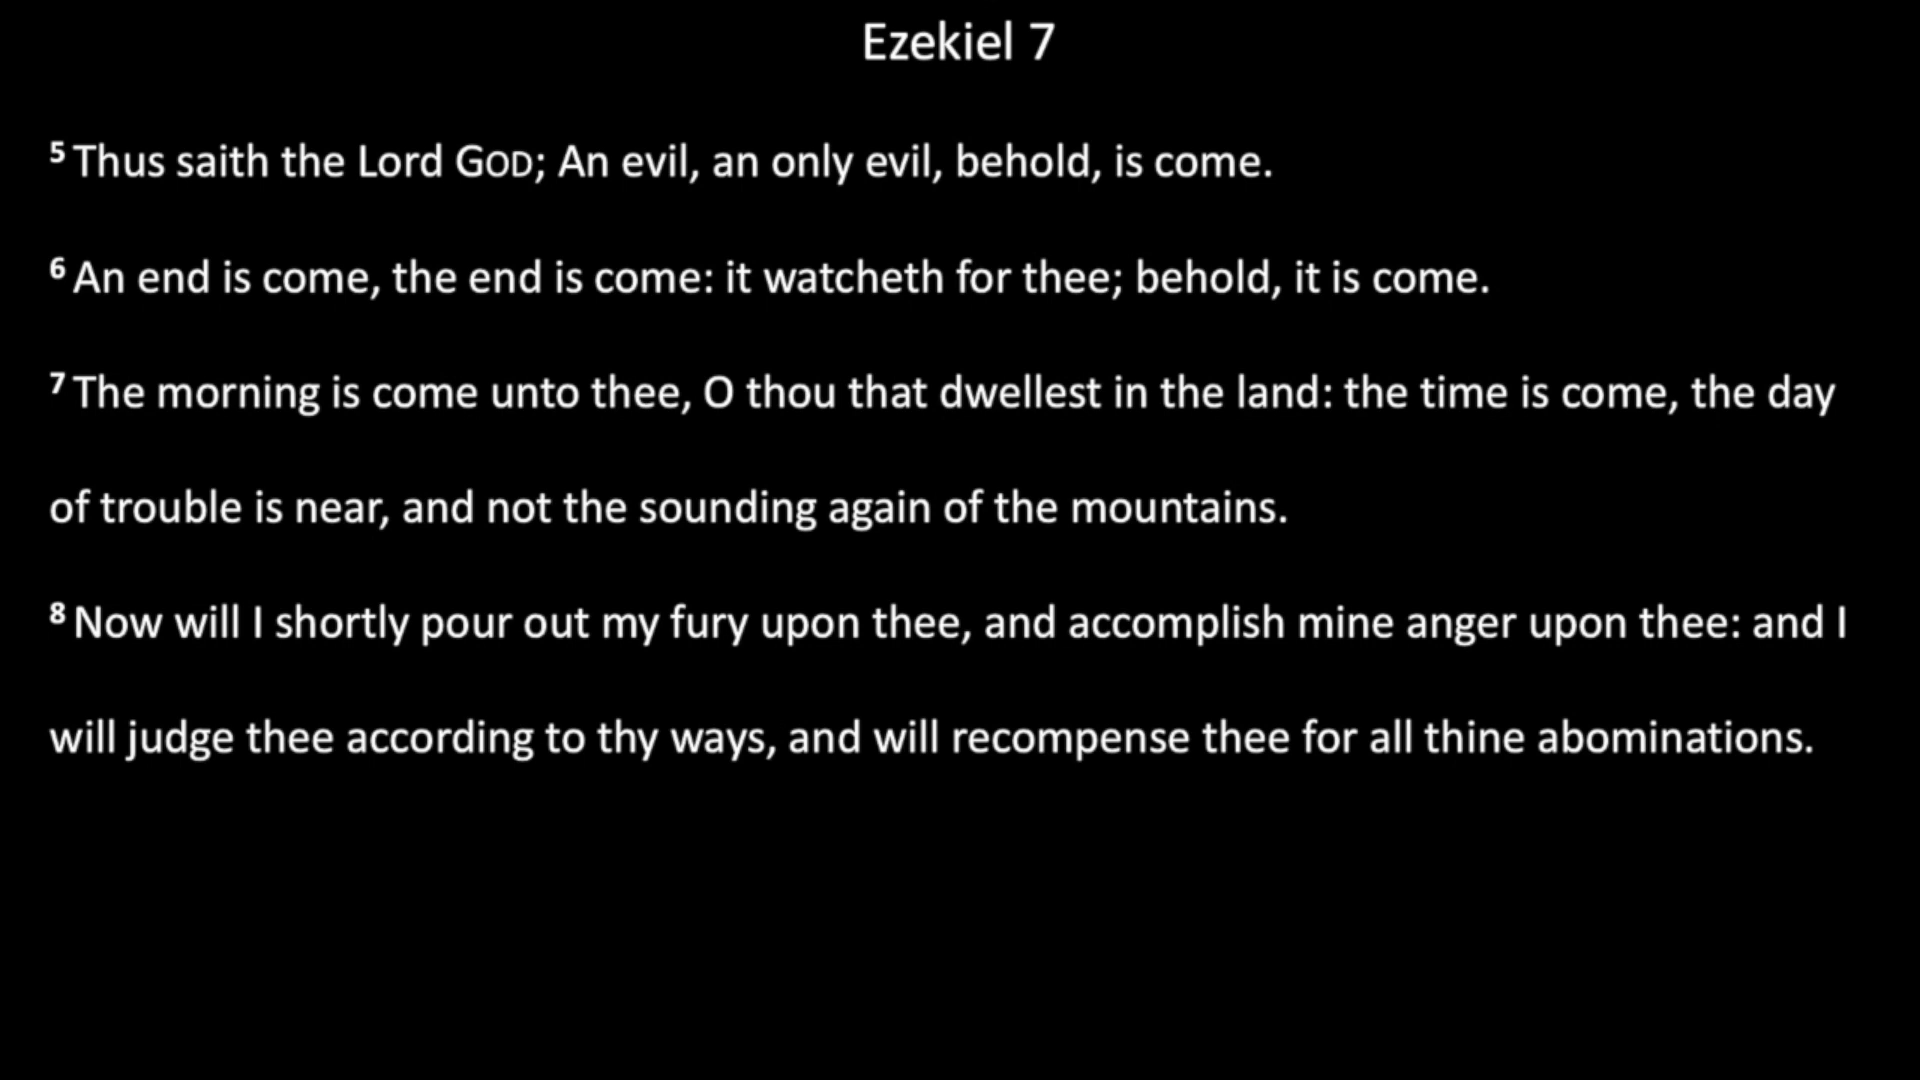 Ezekiel 7
5 Thus saith the Lord GOD; An evil, an only evil, behold, is come.
6 An end is come, the end is come: it watcheth for thee; behold, it is come.
7 The morning is come unto thee, O thou that dwellest in the land: the time is come, the day
of trouble is near, and not the sounding again of the mountains.
8 Now will I shortly pour out my fury upon thee, and accomplish mine anger upon thee: and I
will judge thee according to thy ways, and will recompense thee for all thine abominations.